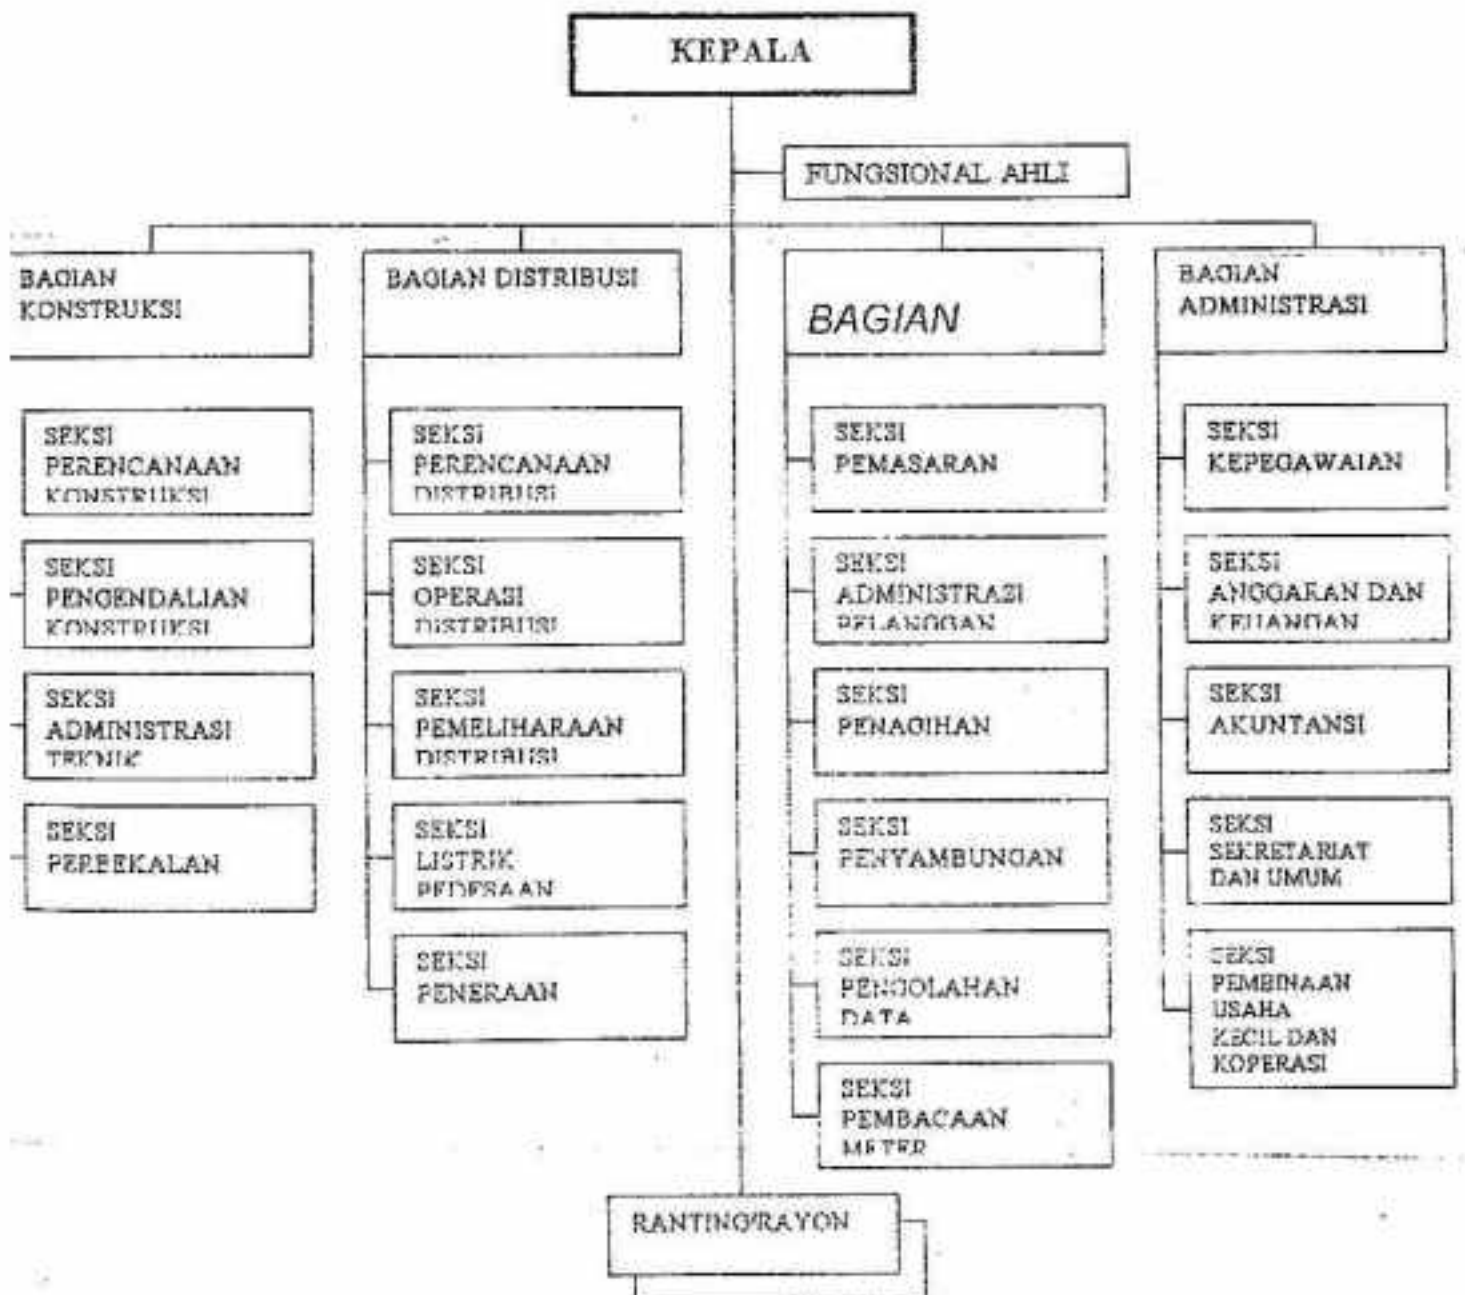 KEPALA
FUNGSIONAL AHLI
BAGIAN
KONSTRUKSI
SEKSI
PERENCANAAN
KONSTRUKSI
SEKSI
PENGENDALIAN
KONSTRUKSI
SEKSI
ADMINISTRASI
TEKNIK
SEKSI
PERBEKALAN
BAGIAN DISTRIBUSI
SEKSI
PERENCANAAN
DISTRIBUSI
SEKSI
OPERASI
DISTRIBUSI
SEKSI
PEMELIHARAAN
DISTRIBUSI
SEKSI
LISTRIK
PEDESAAN
SEKSI
PENERAAN
BAGIAN
SEKSI
PEMASARAN
SEKSI
ADMINISTRASI
PELANGGAN
SEKSI
PENAGIHAN
SEKSI
PENYAMBUNGAN
SEKSI
PENGOLAHAN
DATA
SEKSI
PEMBACAAN
METER
BAGIAN
ADMINISTRASI
SEKSI
KEPEGAWAIAN
SEKSI
ANGGARAN DAN
KEUANGAN
SEKSI
AKUNTANSI
SEKSI
SEKRETARIAT
DAN UMUM
SEKSI
PEMBINAAN
USAHA
KECIL DAN
KOPERASI
RANTING/RAYON